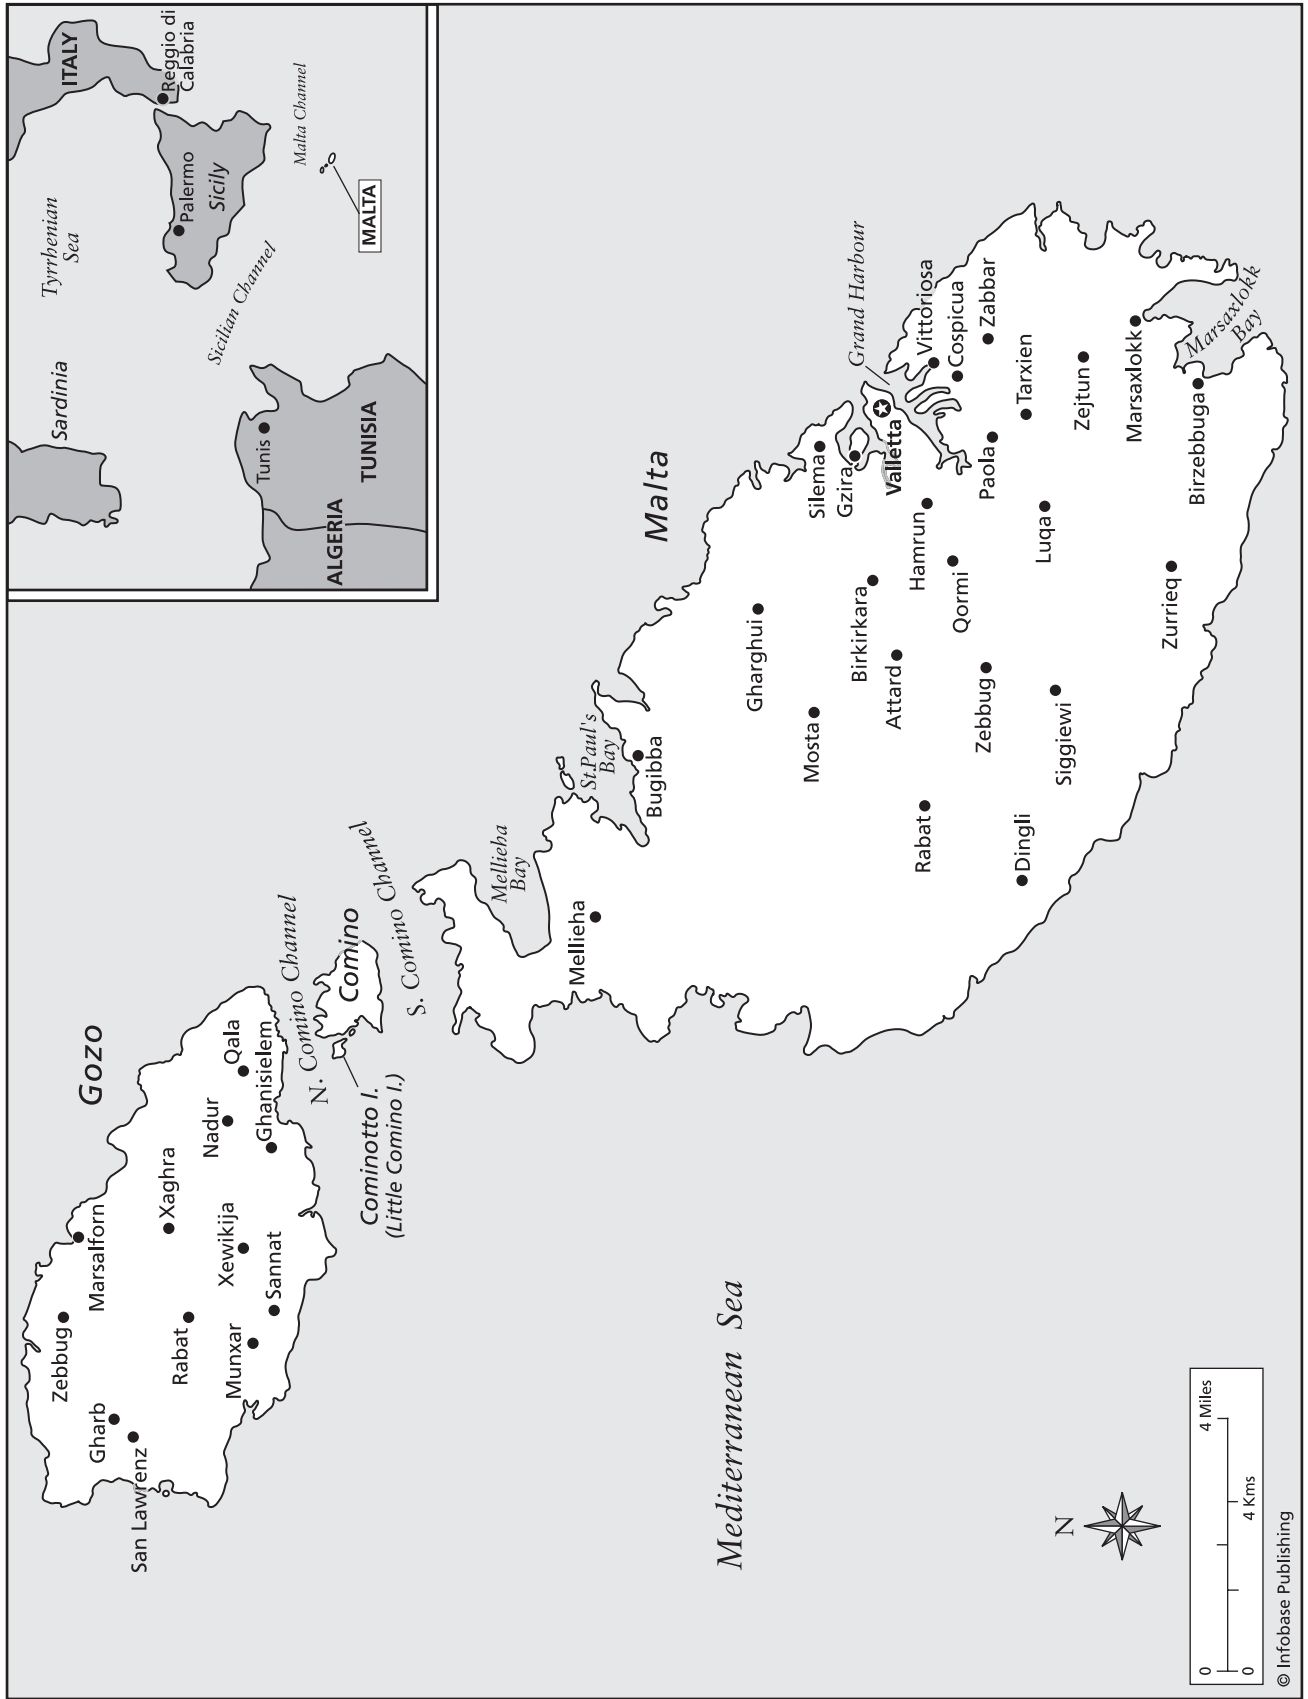 ITALY
Reggio di
Calabria
Tyrrhenian
Sea
Palermo
Sicily
Malta Channel
MALTA
Sardinia
Sicilian Channel
Tunis
TUNISIA
ALGERIA
Gozo
Zebbug
Marsalforn
Gharb
San Lawrenz
Xaghra
Rabat
Nadur
Qala
Ghanisielem
Xewikija
Munxar
Sannat
N. Comino Channel
Comino
Cominotto I.
(Little Comino I.)
S. Comino Channel
Malta
Mellieha
Bay
Mellieha
St.Paul's
Bay
Bugibba
Gharghui
Mosta
Silema
Gzira
Valletta
Grand Harbour
Vittoriosa
Cospicua
Zabbar
Birkirkara
Attard
Hamrun
Qormi
Paola
Tarxien
Rabat
Zebbug
Luqa
Zejtun
Dingli
Siggiewi
Marsaxlokk
Marsaxlokk
Bay
Birzebbuga
Zurrieq
Mediterranean Sea
N
0 4 Miles
0 4 Kms
© Infobase Publishing